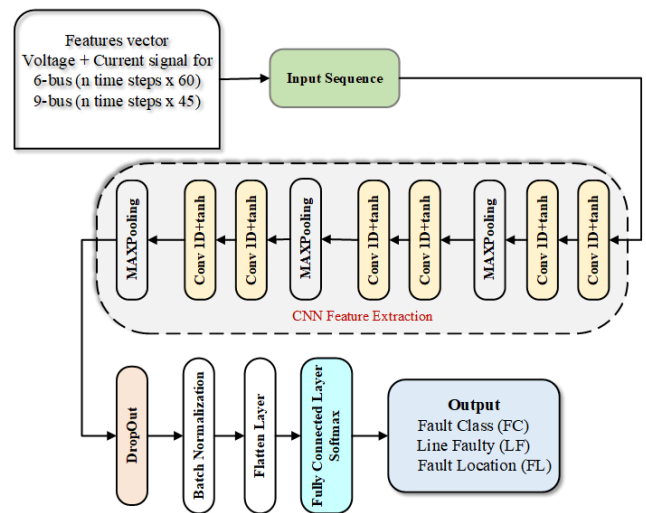 Features vector
Voltage + Current signal for
6-bus (n time steps x 60)
9-bus (n time steps x 45)
Input Sequence
MAXPooling
Conv 1D+tanh
Conv 1D+tanh
MAXPooling
Conv 1D+tanh
Conv 1D+tanh
MAXPooling
Conv 1D+tanh
Conv 1D+tanh
CNN Feature Extraction
DropOut
Batch Normalization
Flatten Layer
Fully Connected Layer
Softmax
Output
Fault Class (FC)
Line Faulty (LF)
Fault Location (FL)